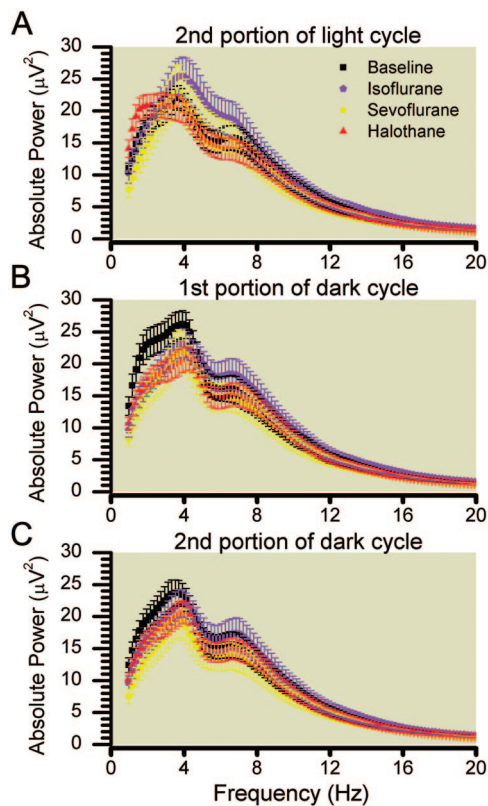 A
2nd portion of light cycle
Absolute Power (µV²)
30
25
20
15
10
5
0
Baseline
Isoflurane
Sevoflurane
Halothane
0 4 8 12 16 20
B
1st portion of dark cycle
Absolute Power (µV²)
30
25
20
15
10
5
0
0 4 8 12 16 20
C
2nd portion of dark cycle
Absolute Power (µV²)
30
25
20
15
10
5
0
0 4 8 12 16 20
Frequency (Hz)